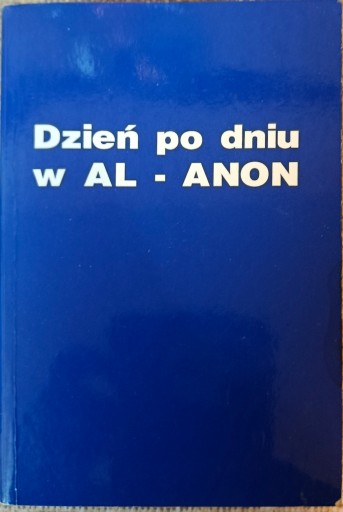 Dzień po dniu
w AL - ANON